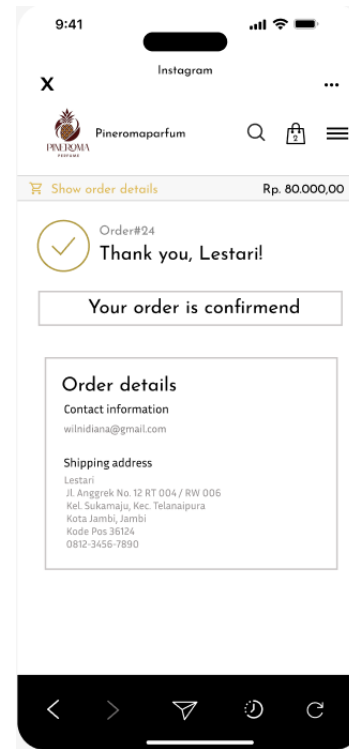 9:41
Instagram
X
PINEROMA
PERFUME
Pineromaparfum
2
Show order details
Rp. 80.000,00
Order#24
Thank you, Lestari!
Your order is confirmend
Order details
Contact information
wilnidiana@gmail.com
Shipping address
Lestari
Jl. Anggrek No. 12 RT 004 / RW 006
Kel. Sukamaju, Kec. Telanaipura
Kota Jambi, Jambi
Kode Pos 36124
0812-3456-7890